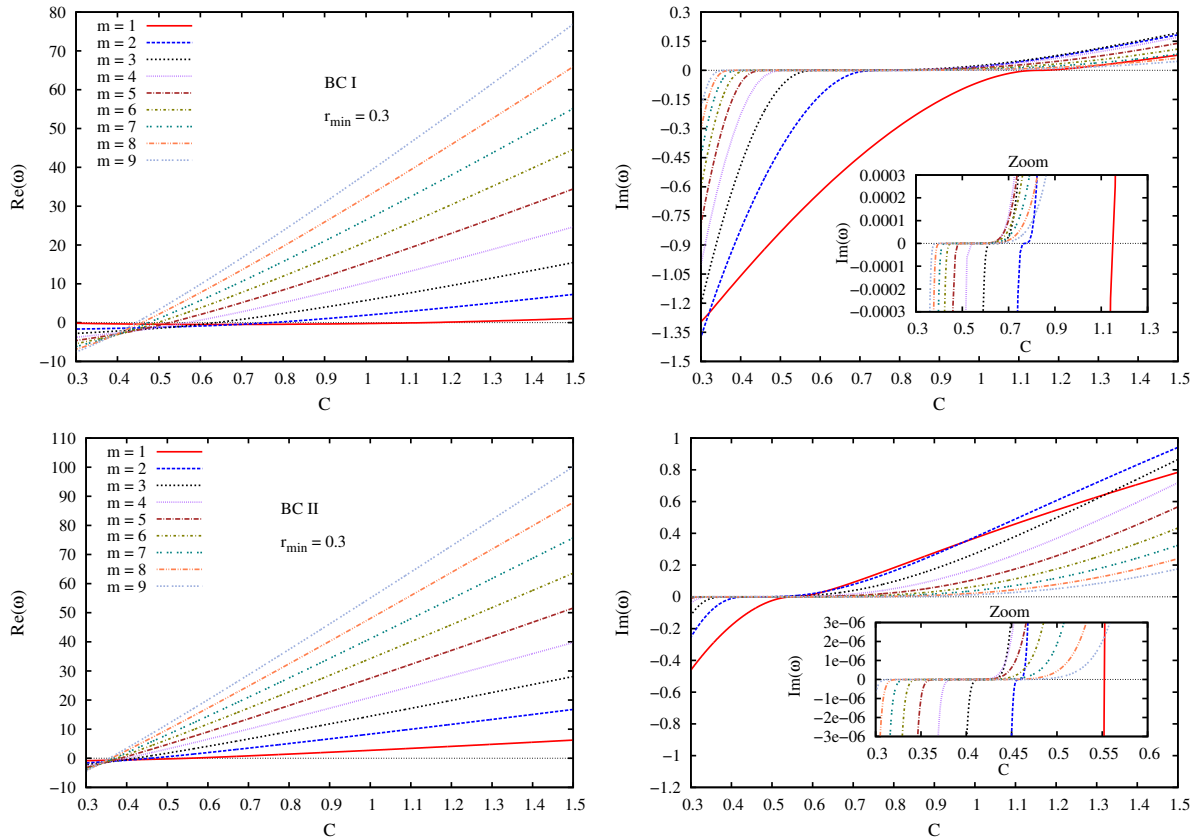 Re(ω)
80
70
60
50
40
30
20
10
0
−10
m = 1
m = 2
m = 3
m = 4
m = 5
m = 6
m = 7
m = 8
m = 9
BC I
r_min = 0.3
0.3 0.4 0.5 0.6 0.7 0.8 0.9 1 1.1 1.2 1.3 1.4 1.5
C
Im(ω)
0.3
0.15
0
−0.15
−0.3
−0.45
−0.6
−0.75
−0.9
−1.05
−1.2
−1.35
−1.5
Zoom
Im(ω)
0.0003
0.0002
0.0001
0
−0.0001
−0.0002
−0.0003
0.3 0.5 0.7 0.9 1.1 1.3
C
0.3 0.4 0.5 0.6 0.7 0.8 0.9 1 1.1 1.2 1.3 1.4 1.5
C
Re(ω)
110
100
90
80
70
60
50
40
30
20
10
0
−10
m = 1
m = 2
m = 3
m = 4
m = 5
m = 6
m = 7
m = 8
m = 9
BC II
r_min = 0.3
0.3 0.4 0.5 0.6 0.7 0.8 0.9 1 1.1 1.2 1.3 1.4 1.5
C
Im(ω)
1
0.8
0.6
0.4
0.2
0
−0.2
−0.4
−0.6
−0.8
−1
−1.2
Zoom
Im(ω)
3e−06
2e−06
1e−06
0
−1e−06
−2e−06
−3e−06
0.3 0.35 0.4 0.45 0.5 0.55 0.6
C
0.3 0.4 0.5 0.6 0.7 0.8 0.9 1 1.1 1.2 1.3 1.4 1.5
C